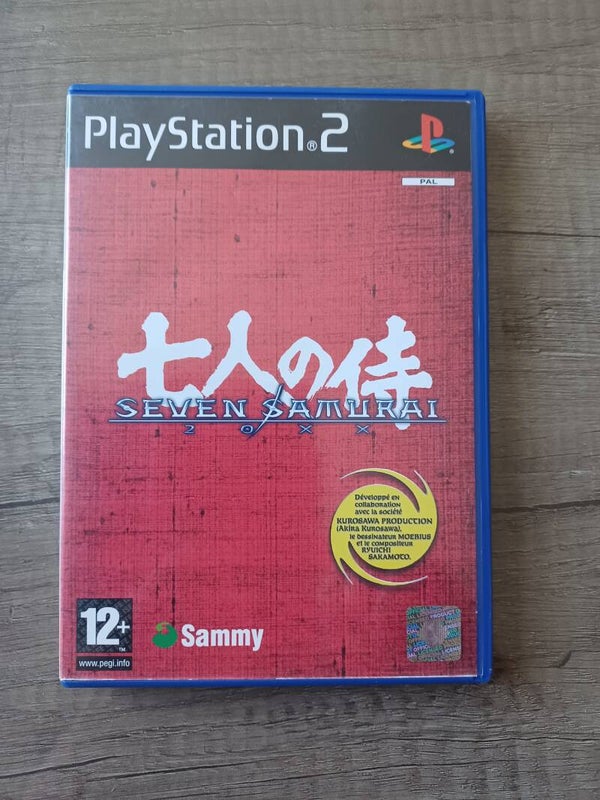 PlayStation®2
PAL
七人の侍
SEVEN SAMURAI
20XX
Développé en
collaboration
avec la société
KUROSAWA PRODUCTION
(Akira Kurosawa),
le dessinateur MOEBIUS
et le compositeur
RYUICHI
SAKAMOTO.
12+
TM
www.pegi.info
Sammy